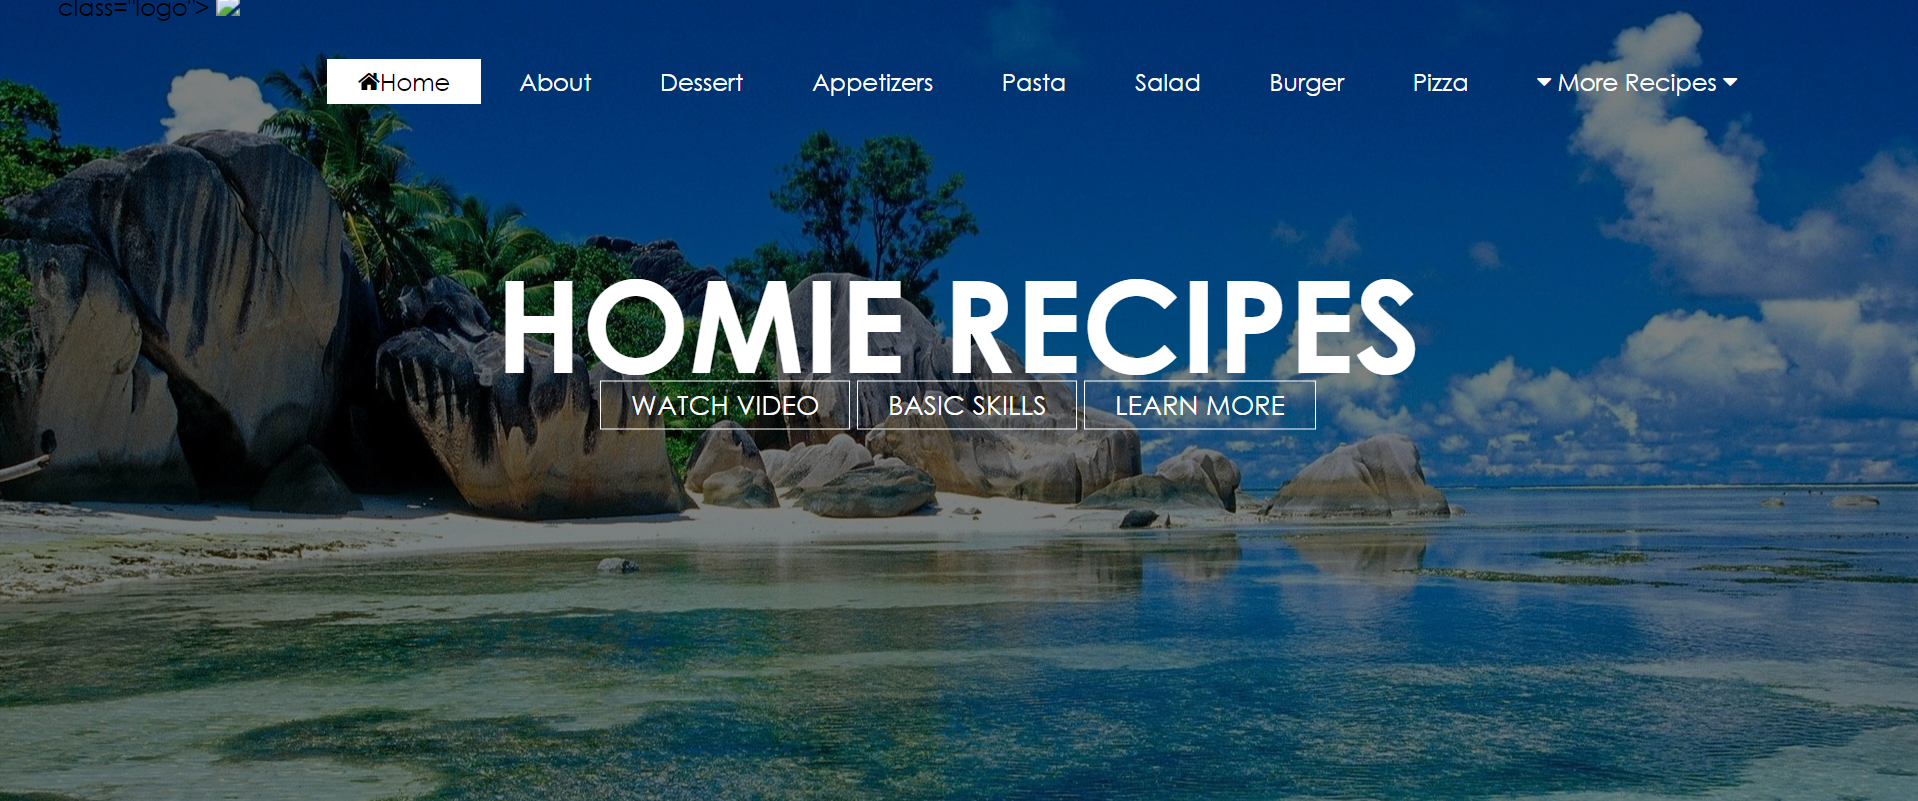 class="logo">
Home About Dessert Appetizers Pasta Salad Burger Pizza More Recipes
HOMIE RECIPES
WATCH VIDEO BASIC SKILLS LEARN MORE